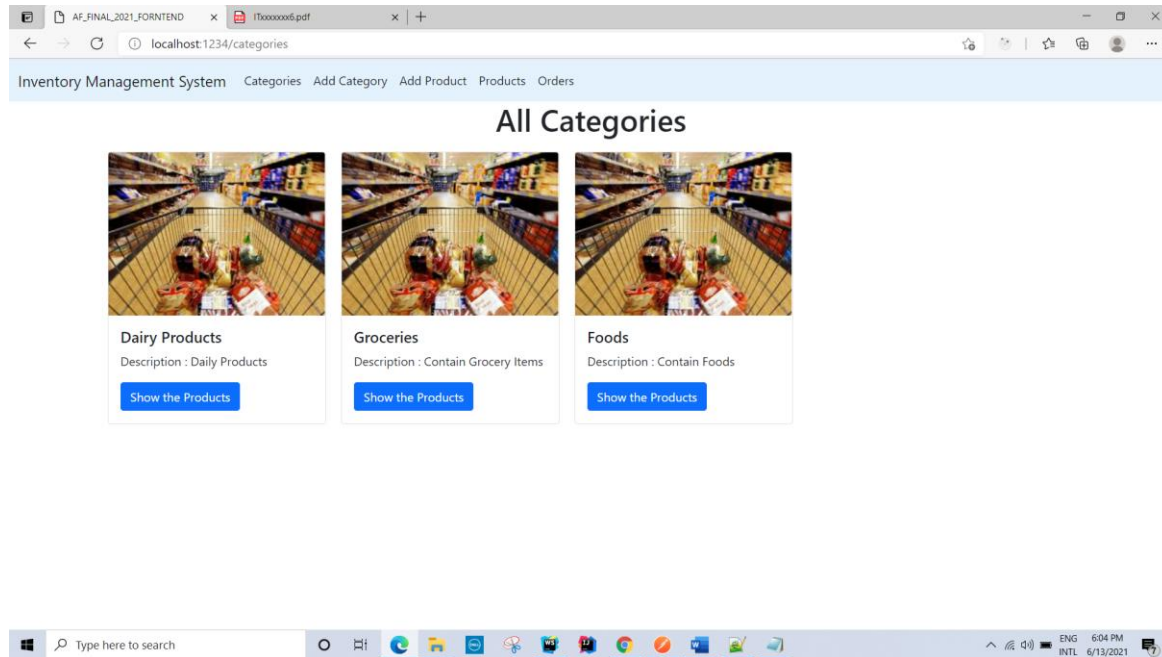 AF_FINAL_2021_FORNTEND
ITxxxxxx6.pdf
localhost:1234/categories
Inventory Management System Categories Add Category Add Product Products Orders
All Categories
Dairy Products
Description : Daily Products
Show the Products
Groceries
Description : Contain Grocery Items
Show the Products
Foods
Description : Contain Foods
Show the Products
Type here to search
ENG
INTL
6:04 PM
6/13/2021